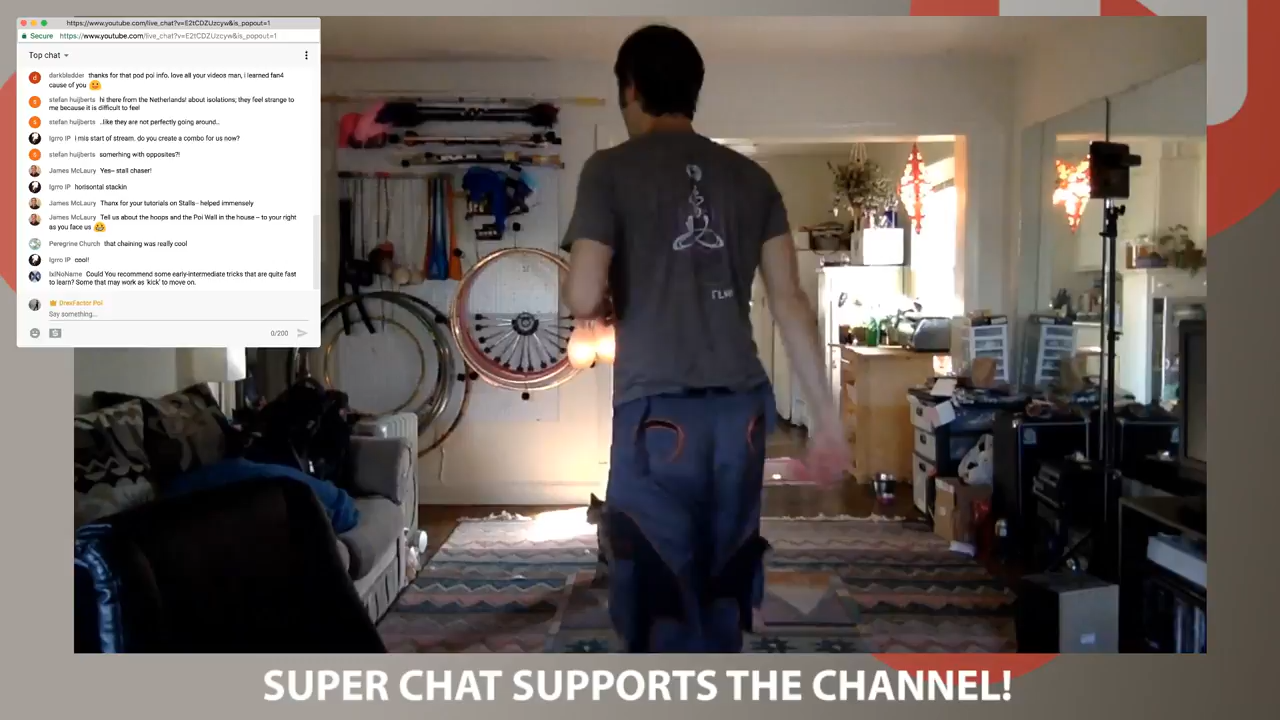 https://www.youtube.com/live_chat?v=E2tCDZUzcyw&is_popout=1
Secure https://www.youtube.com/live_chat?v=E2tCDZUzcyw&is_popout=1
Top chat
darkbladder thanks for that pod poi info. love all your videos man, i learned fan4
cause of you
stefan huijberts hi there from the Netherlands! about isolations; they feel strange to
me because it is difficult to feel
stefan huijberts ..like they are not perfectly going around..
Igrro IP i mis start of stream. do you create a combo for us now?
stefan huijberts somerhing with opposites?!
James McLaury Yes-- stall chaser!
Igrro IP horisontal stackin
James McLaury Thanx for your tutorials on Stalls- helped immensely
James McLaury Tell us about the hoops and the Poi Wall in the house -- to your right
as you face us
Peregrine Church that chaining was really cool
Igrro IP cool!
IxINoName Could You recommend some early-intermediate tricks that are quite fast
to learn? Some that may work as 'kick' to move on.
DrexFactor Poi
Say something...
0/200
SUPER CHAT SUPPORTS THE CHANNEL!